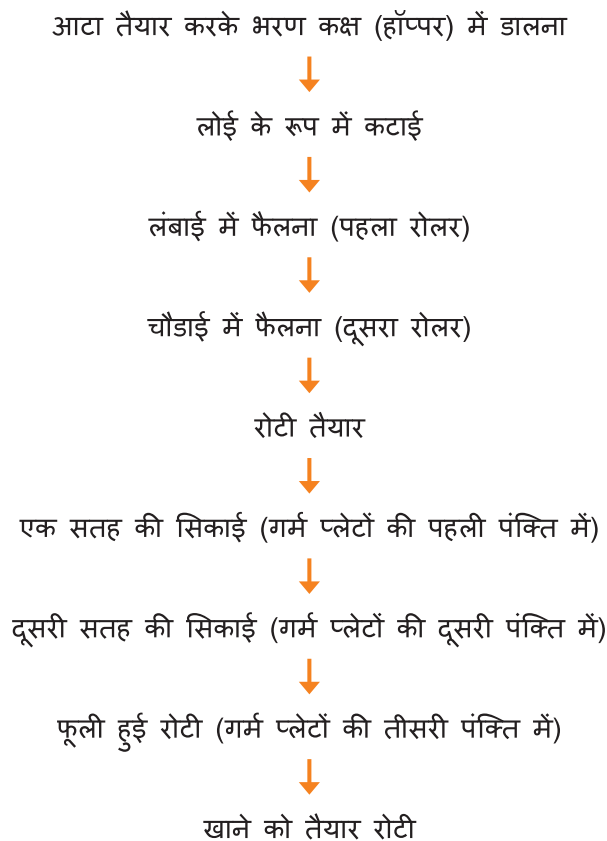 आटा तैयार करके भरण कक्ष (हॉप्पर) में डालना
लोई के रूप में कटाई
लंबाई में फैलना (पहला रोलर)
चौडाई में फैलना (दूसरा रोलर)
रोटी तैयार
एक सतह की सिकाई (गर्म प्लेटों की पहली पंक्ति में)
दूसरी सतह की सिकाई (गर्म प्लेटों की दूसरी पंक्ति में)
फूली हुई रोटी (गर्म प्लेटों की तीसरी पंक्ति में)
खाने को तैयार रोटी